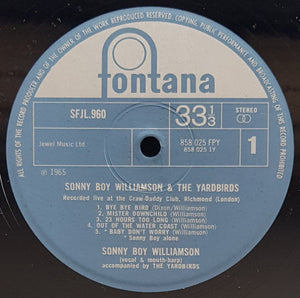 ALL RIGHTS OF THE RECORD PRODUCER AND OF THE OWNER OF THE WORK REPRODUCED RESERVED. COPYING, PUBLIC PERFORMANCE AND BROADCASTING OF THIS RECORD PROHIBITED
fontana
SFJL.960
33 1/3
STEREO
Jewel Music Ltd.
858 025 FPY
858 025 1Y
1
℗ 1965
SONNY BOY WILLIAMSON & THE YARDBIRDS
Recorded live at the Craw-Daddy Club, Richmond (London)
1 BYE BYE BIRD (Dixon/Williamson)
2. MISTER DOWNCHILD (Williamson)
3. 23 HOURS TOO LONG (Williamson)
4. OUT OF THE WATER COAST (Williamson)
5. *BABY DON'T WORRY (Williamson)
* Sonny Boy alone
SONNY BOY WILLIAMSON
(vocal & mouth-harp)
accompanied by THE YARDBIRDS